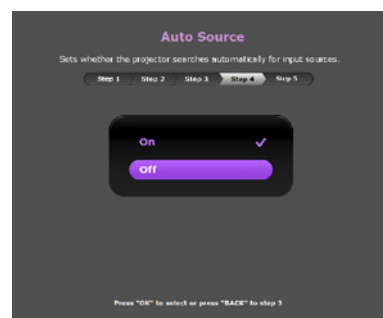 Auto Source
Sets whether the projector searches automatically for input sources.
Step 1 Step 2 Step 3 Step 4 Step 5
On
Off
Press "OK" to select or press "BACK" to step 3